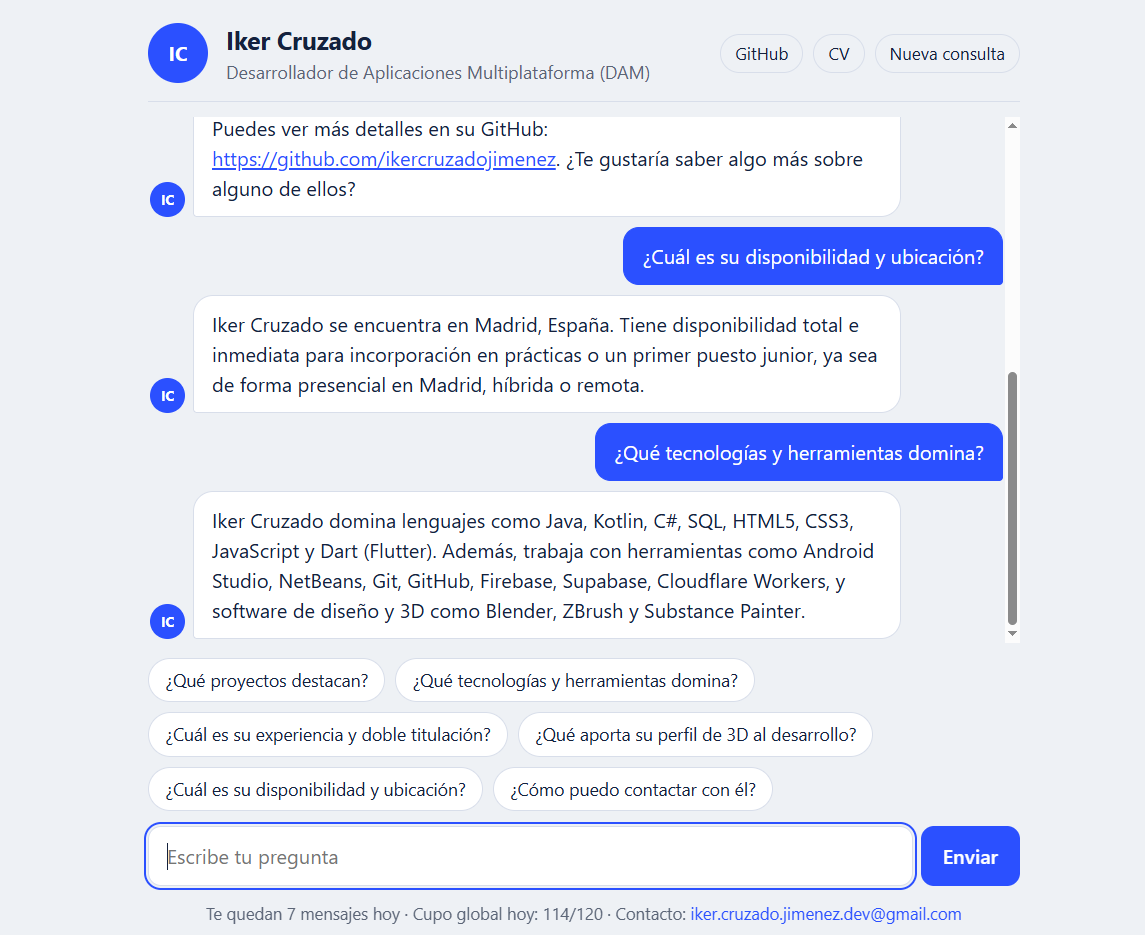 IC
Iker Cruzado
Desarrollador de Aplicaciones Multiplataforma (DAM)
GitHub
CV
Nueva consulta
Puedes ver más detalles en su GitHub:
https://github.com/ikercruzadojimenez. ¿Te gustaría saber algo más sobre
alguno de ellos?
IC
¿Cuál es su disponibilidad y ubicación?
Iker Cruzado se encuentra en Madrid, España. Tiene disponibilidad total e
inmediata para incorporación en prácticas o un primer puesto junior, ya sea
de forma presencial en Madrid, híbrida o remota.
IC
¿Qué tecnologías y herramientas domina?
Iker Cruzado domina lenguajes como Java, Kotlin, C#, SQL, HTML5, CSS3,
JavaScript y Dart (Flutter). Además, trabaja con herramientas como Android
Studio, NetBeans, Git, GitHub, Firebase, Supabase, Cloudflare Workers, y
software de diseño y 3D como Blender, ZBrush y Substance Painter.
IC
¿Qué proyectos destacan?
¿Qué tecnologías y herramientas domina?
¿Cuál es su experiencia y doble titulación?
¿Qué aporta su perfil de 3D al desarrollo?
¿Cuál es su disponibilidad y ubicación?
¿Cómo puedo contactar con él?
Escribe tu pregunta
Enviar
Te quedan 7 mensajes hoy · Cupo global hoy: 114/120 · Contacto: iker.cruzado.jimenez.dev@gmail.com